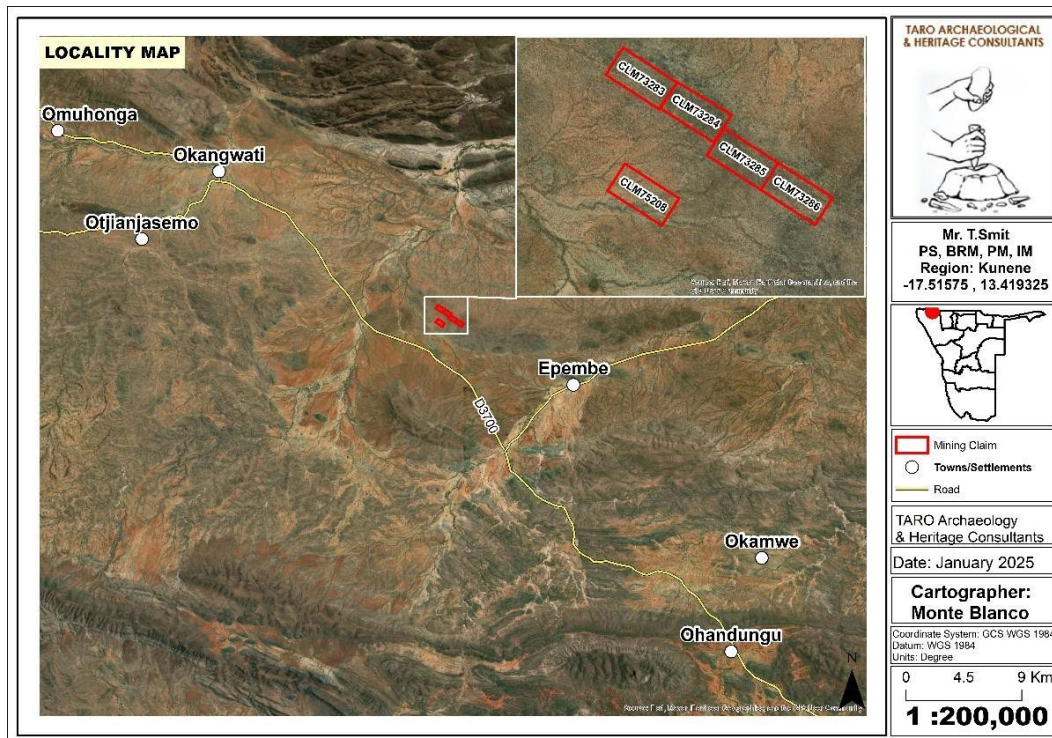 LOCALITY MAP
Omuhonga
Okangwati
Otjianjasemo
CLM73283
CLM73284
CLM73285
CLM73286
CLM75208
Epembe
D3700
Okamwe
Ohandungu
N
TARO ARCHAEOLOGICAL
& HERITAGE CONSULTANTS
Mr. T.Smit
PS, BRM, PM, IM
Region: Kunene
-17.51575 , 13.419325
Mining Claim
Towns/Settlements
Road
TARO Archaeology
& Heritage Consultants
Date: January 2025
Cartographer:
Monte Blanco
Coordinate System: GCS WGS 1984
Datum: WGS 1984
Units: Degree
0 4.5 9 Km
1 :200,000